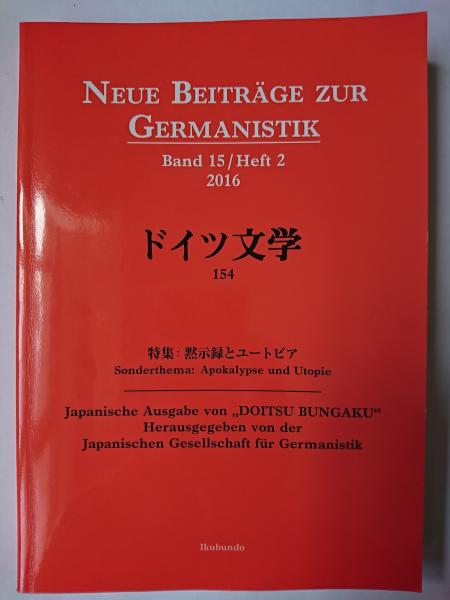 NEUE BEITRÄGE ZUR
GERMANISTIK
Band 15/Heft 2
2016
ドイツ文学
154
特集: 黙示録とユートピア
Sonderthema: Apokalypse und Utopie
Japanische Ausgabe von „DOITSU BUNGAKU“
Herausgegeben von der
Japanischen Gesellschaft für Germanistik
Ikubundo